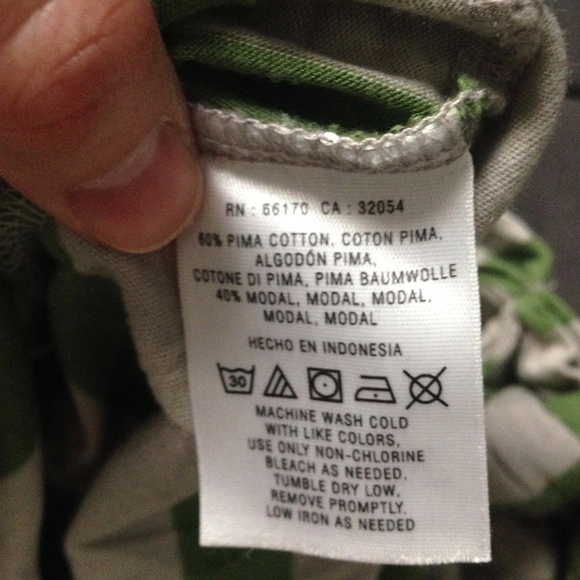 RN : 66170 CA : 32054
60% PIMA COTTON, COTON PIMA,
ALGODÓN PIMA,
COTONE DI PIMA, PIMA BAUMWOLLE
40% MODAL, MODAL, MODAL,
MODAL, MODAL
HECHO EN INDONESIA
30
MACHINE WASH COLD
WITH LIKE COLORS,
USE ONLY NON-CHLORINE
BLEACH AS NEEDED.
TUMBLE DRY LOW,
REMOVE PROMPTLY.
LOW IRON AS NEEDED